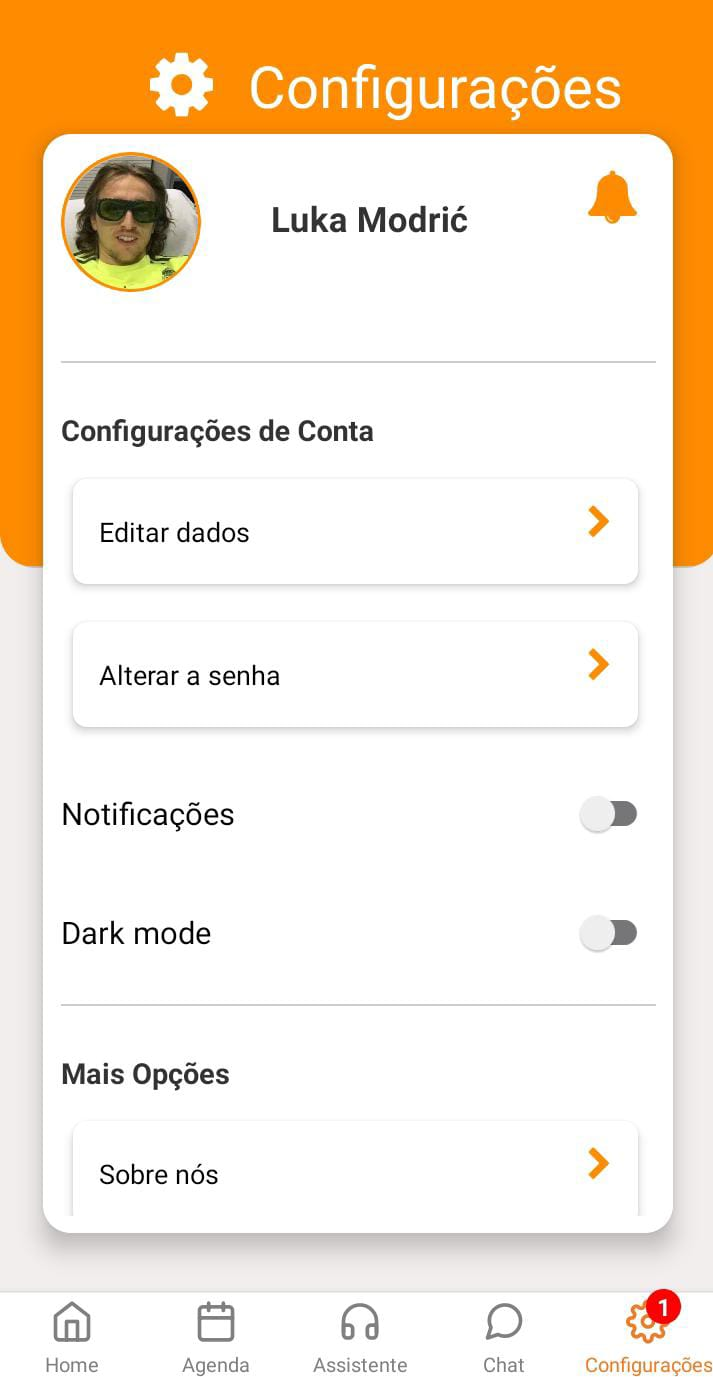 Configurações
Luka Modrić
Configurações de Conta
Editar dados
Alterar a senha
Notificações
Dark mode
Mais Opções
Sobre nós
1
Home
Agenda
Assistente
Chat
Configurações